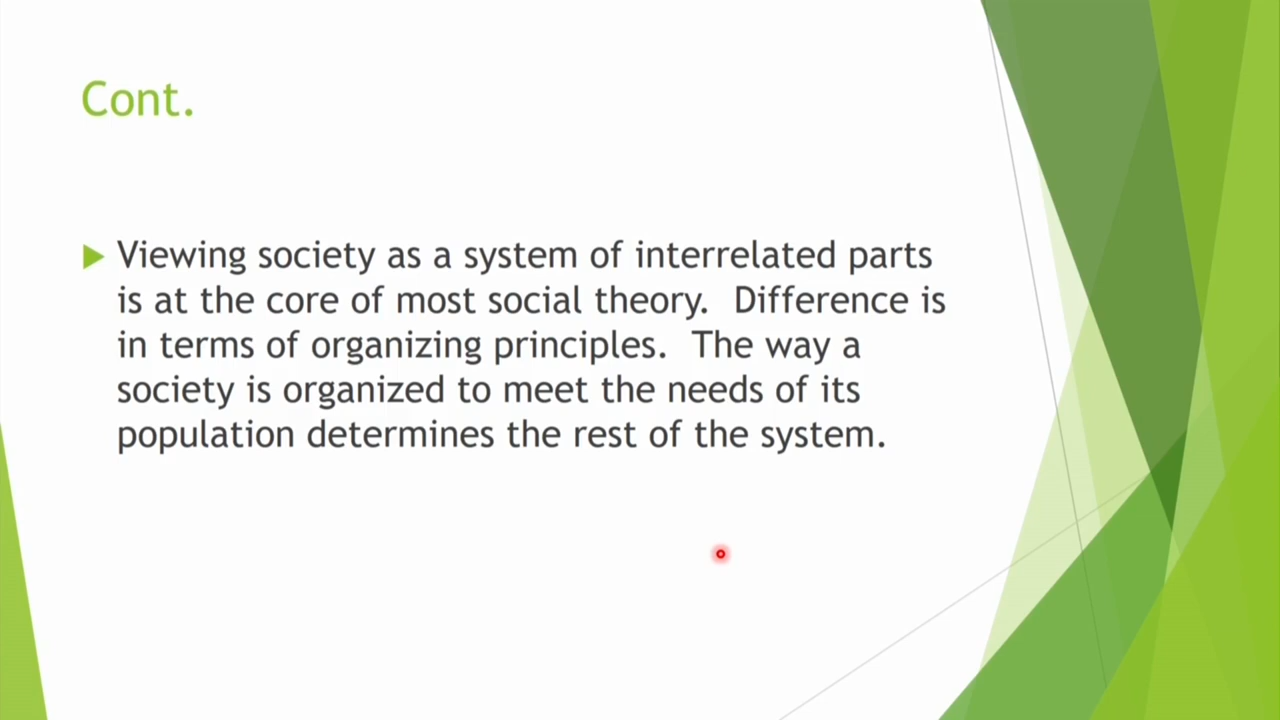 Cont.
Viewing society as a system of interrelated parts
is at the core of most social theory.  Difference is
in terms of organizing principles.  The way a
society is organized to meet the needs of its
population determines the rest of the system.